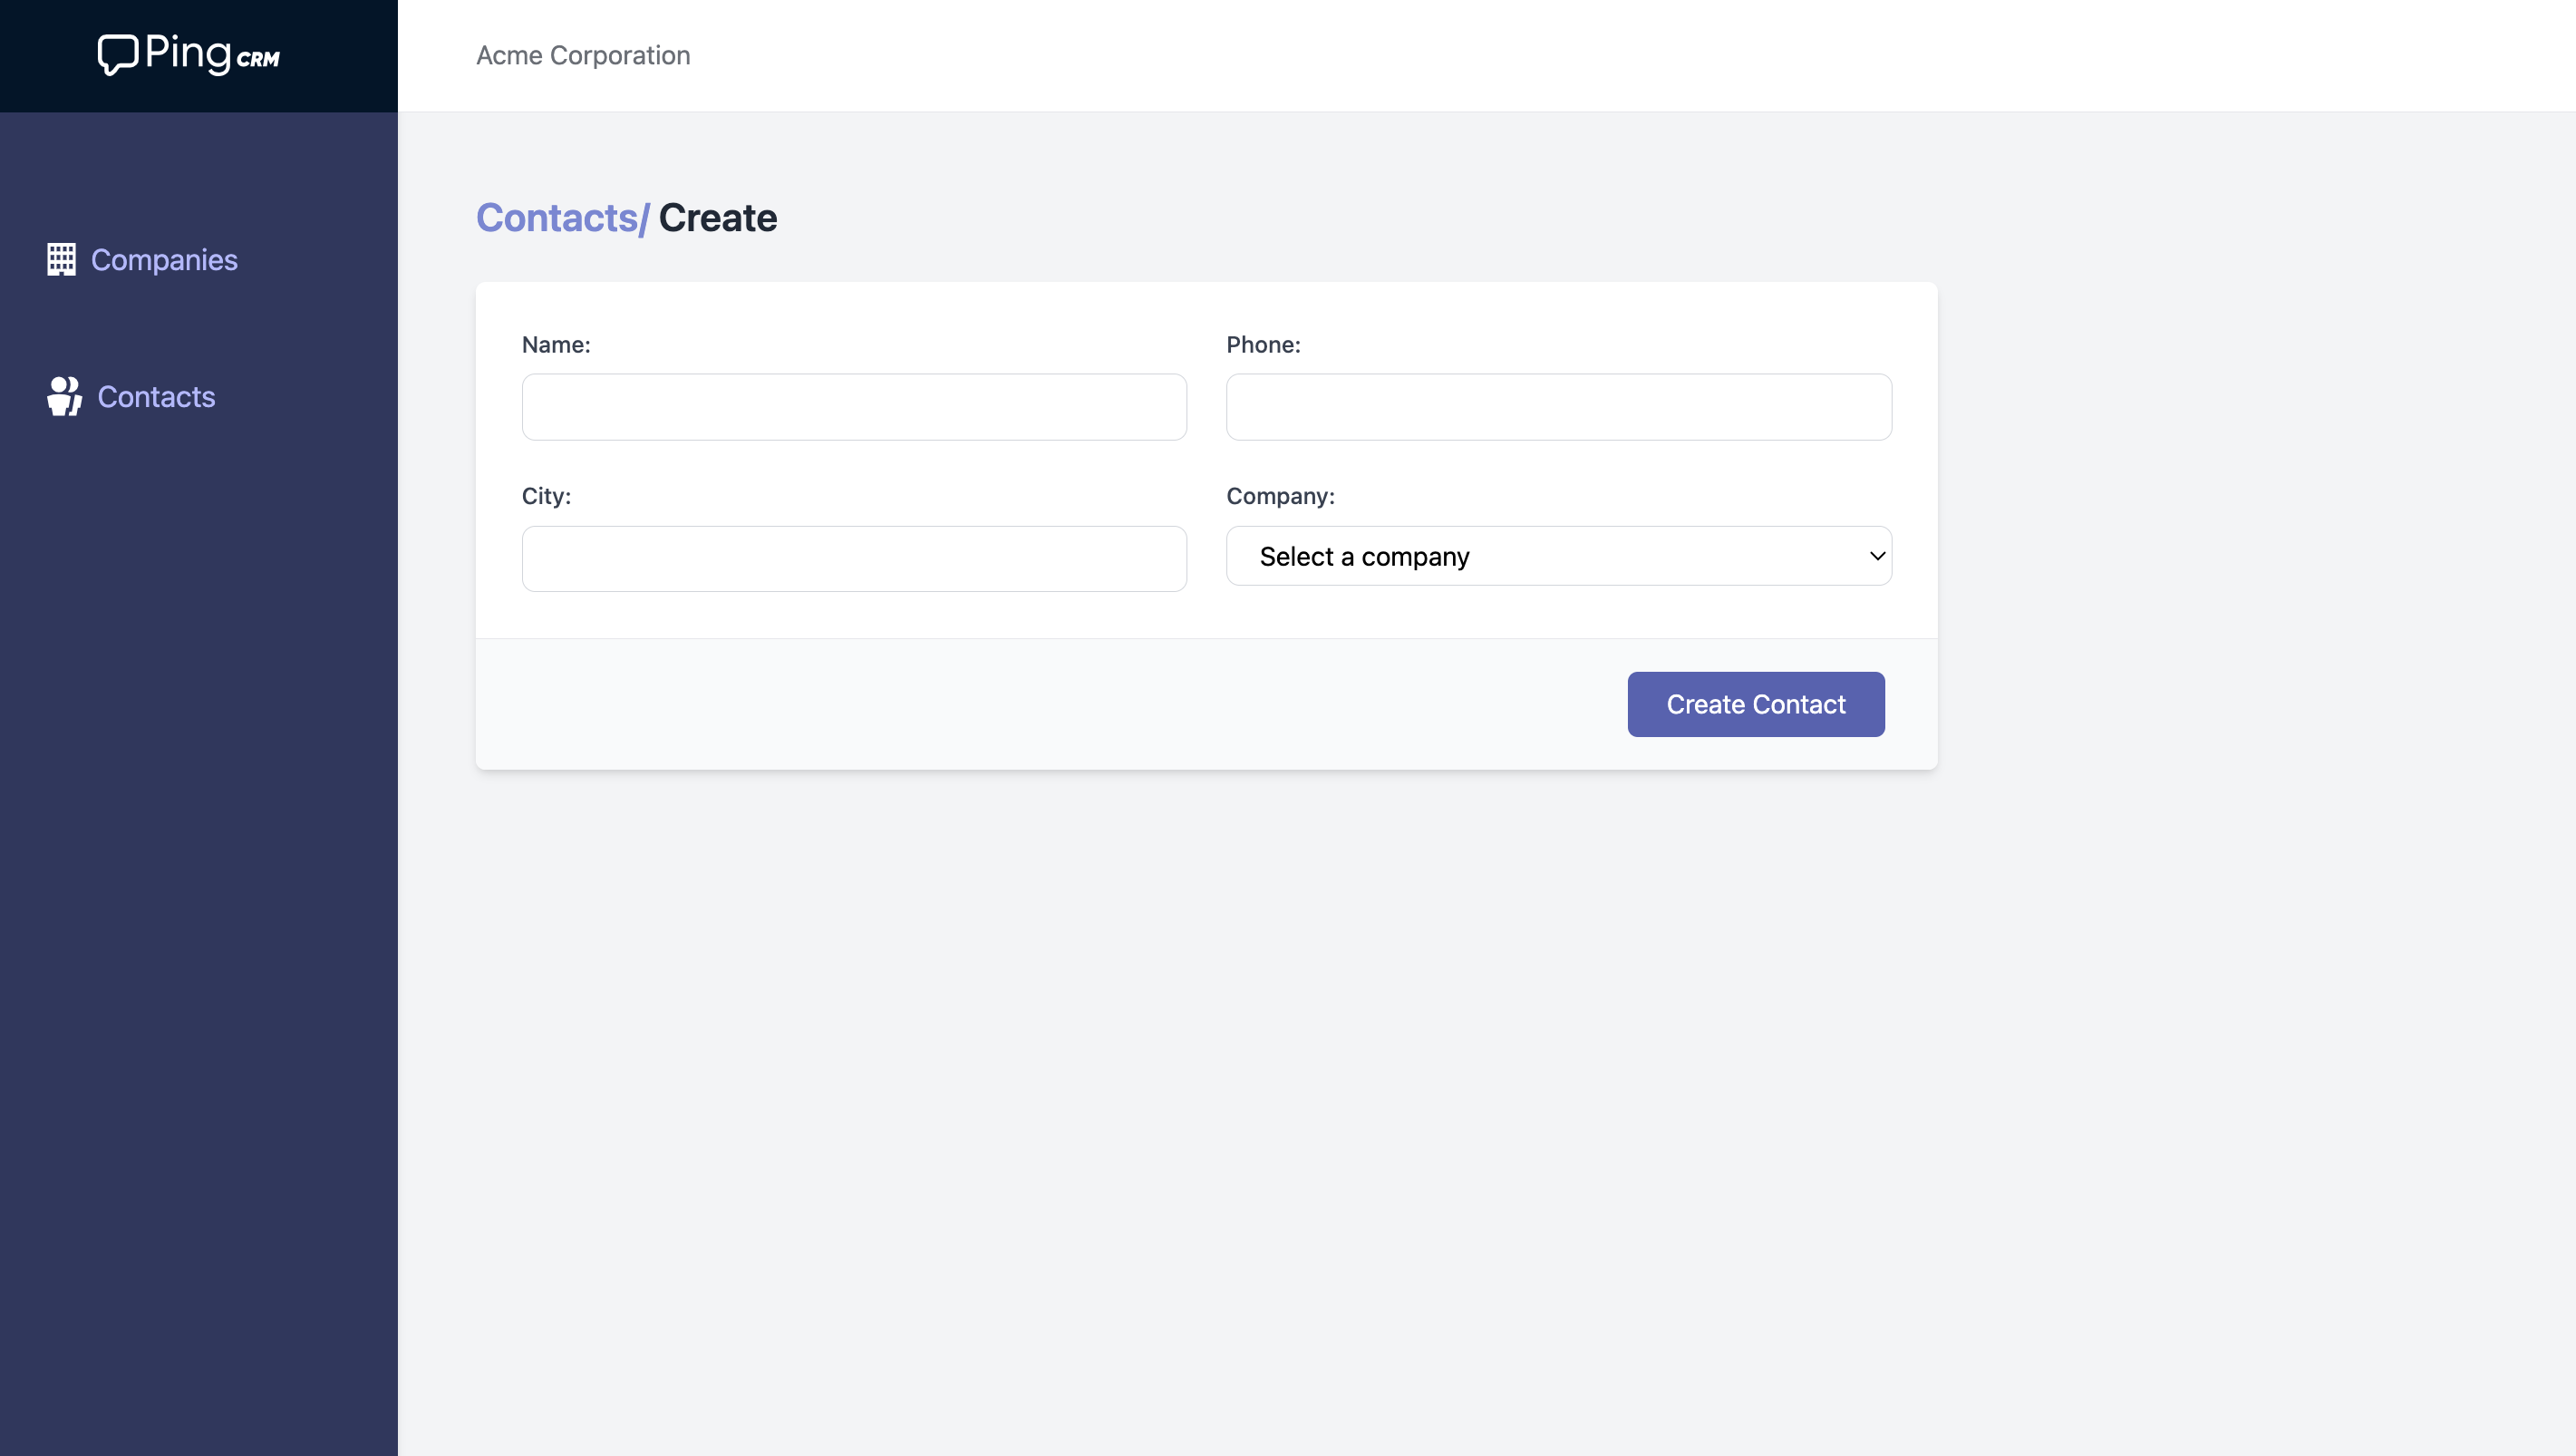 Ping CRM
Acme Corporation
Companies
Contacts
Contacts/ Create
Name:
Phone:
City:
Company:
Select a company
Create Contact